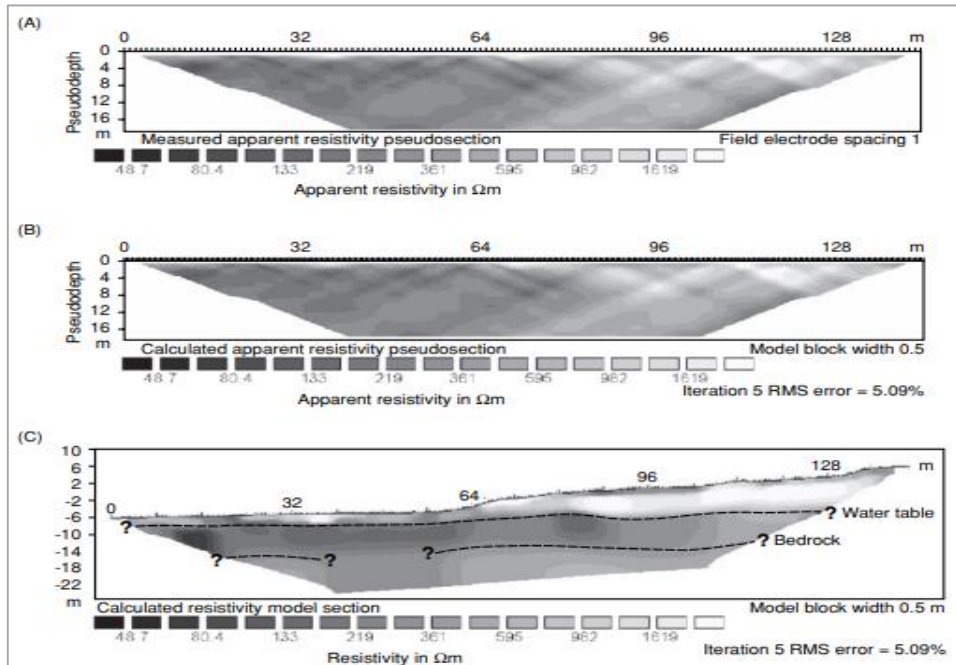 (A)
0 32 64 96 128 m
Pseudodepth
0
4
8
12
16
m
Measured apparent resistivity pseudosection Field electrode spacing 1
48.7 80.4 133 219 361 595 982 1619
Apparent resistivity in Ωm
(B)
0 32 64 96 128 m
Pseudodepth
0
4
8
12
16
m
Calculated apparent resistivity pseudosection Model block width 0.5
48.7 80.4 133 219 361 595 982 1619
Iteration 5 RMS error = 5.09%
Apparent resistivity in Ωm
(C)
10
6
2
-2
-6
-10
-14
-18
-22
m
0 32 64 96 128 m
? ? Water table
? ? ? ? Bedrock
Calculated resistivity model section Model block width 0.5 m
48.7 80.4 133 219 361 595 982 1619
Resistivity in Ωm Iteration 5 RMS error = 5.09%